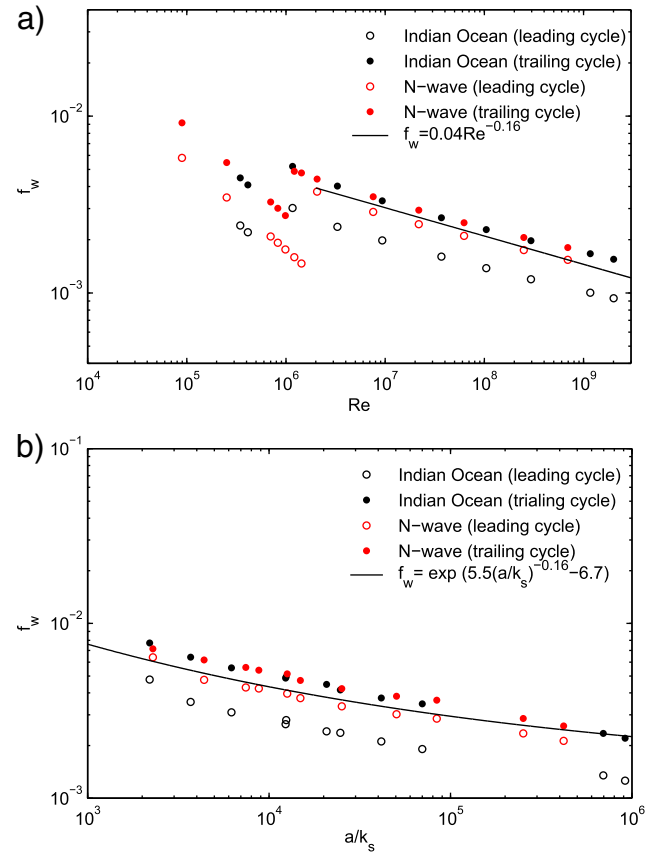 a)
Indian Ocean (leading cycle)
Indian Ocean (trailing cycle)
N−wave (leading cycle)
N−wave (trailing cycle)
f_w=0.04Re^−0.16
10^−2
10^−3
f_w
10^4 10^5 10^6 10^7 10^8 10^9
Re
b)
10^−1
Indian Ocean (leading cycle)
Indian Ocean (trialing cycle)
N−wave (leading cycle)
N−wave (trailing cycle)
f_w= exp (5.5(a/k_s)^−0.16−6.7)
10^−2
10^−3
f_w
10^3 10^4 10^5 10^6
a/k_s